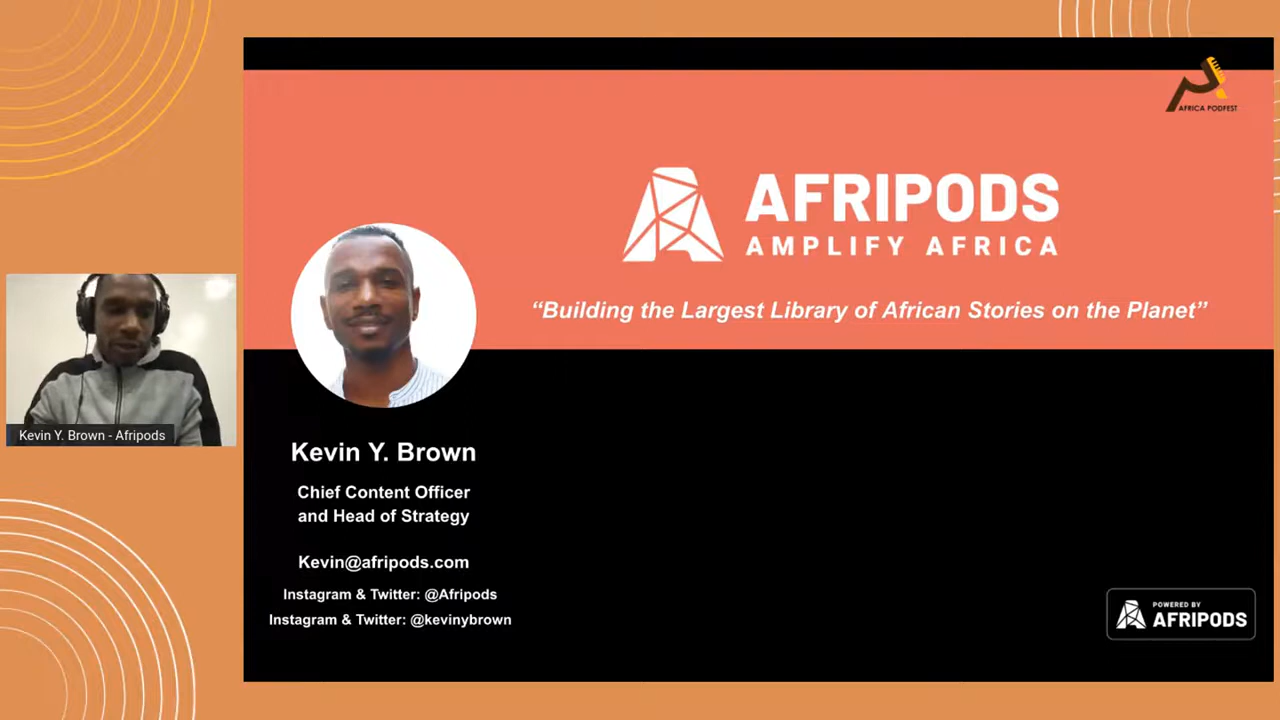 AFRICA PODFEST
AFRIPODS
AMPLIFY AFRICA
“Building the Largest Library of African Stories on the Planet”
Kevin Y. Brown - Afripods
Kevin Y. Brown
Chief Content Officer
and Head of Strategy
Kevin@afripods.com
Instagram & Twitter: @Afripods
Instagram & Twitter: @kevinybrown
POWERED BY
AFRIPODS